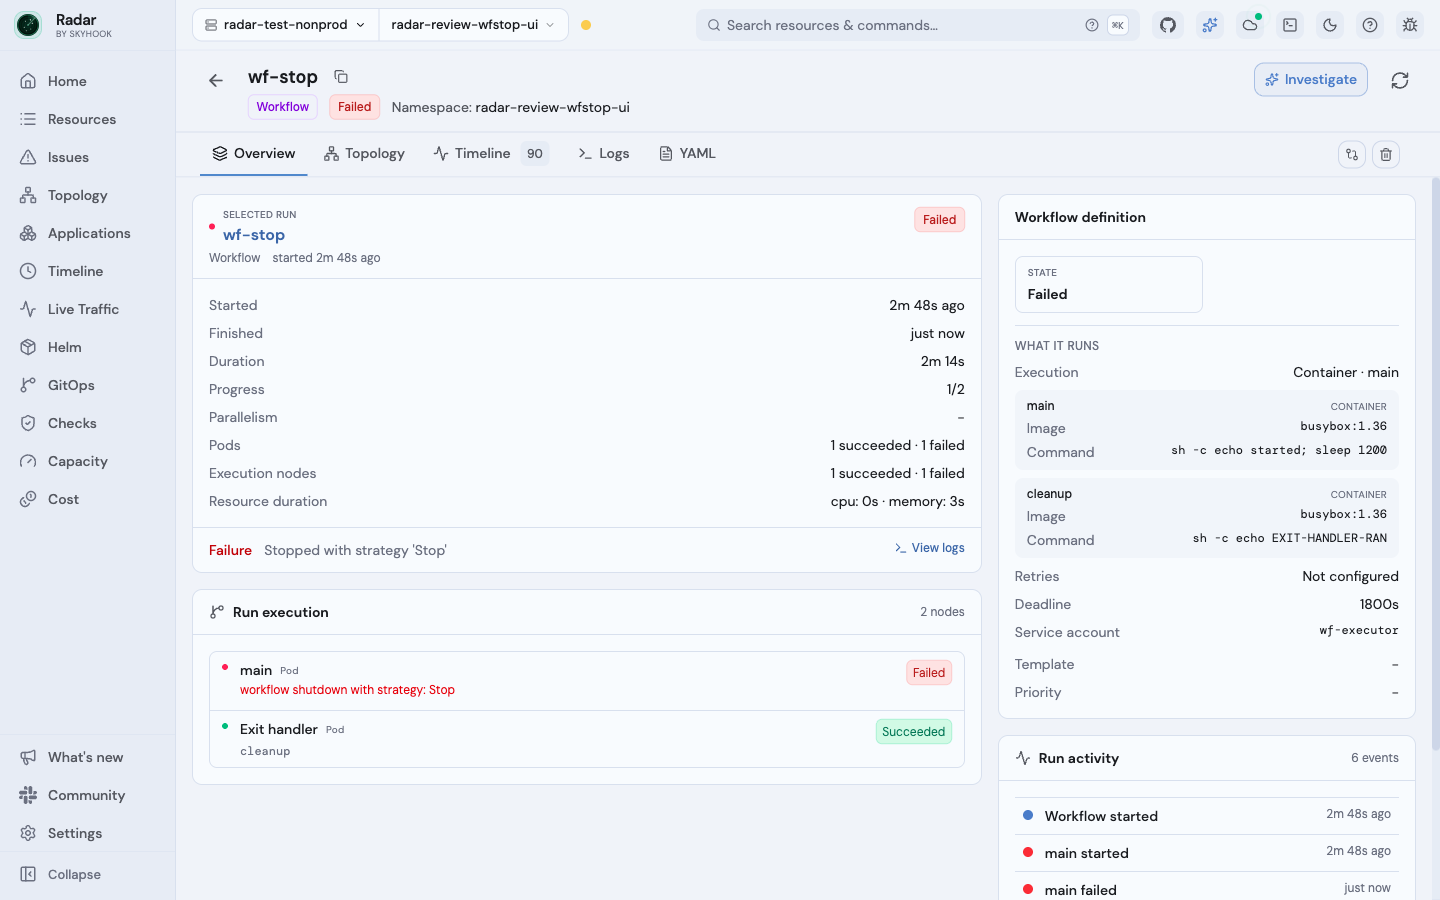 Radar
BY SKYHOOK
radar-test-nonprod
radar-review-wfstop-ui
Search resources & commands...
⌘K
Home
Resources
Issues
Topology
Applications
Timeline
Live Traffic
Helm
GitOps
Checks
Capacity
Cost
What's new
Community
Settings
Collapse
wf-stop
Workflow
Failed
Namespace: radar-review-wfstop-ui
Investigate
Overview
Topology
Timeline 90
Logs
YAML
SELECTED RUN
wf-stop
Failed
Workflow started 2m 48s ago
Started 2m 48s ago
Finished just now
Duration 2m 14s
Progress 1/2
Parallelism –
Pods 1 succeeded · 1 failed
Execution nodes 1 succeeded · 1 failed
Resource duration cpu: 0s · memory: 3s
Failure Stopped with strategy 'Stop' View logs
Run execution 2 nodes
main Pod Failed
workflow shutdown with strategy: Stop
Exit handler Pod Succeeded
cleanup
Workflow definition
STATE
Failed
WHAT IT RUNS
Execution Container · main
main CONTAINER
Image busybox:1.36
Command sh -c echo started; sleep 1200
cleanup CONTAINER
Image busybox:1.36
Command sh -c echo EXIT-HANDLER-RAN
Retries Not configured
Deadline 1800s
Service account wf-executor
Template –
Priority –
Run activity 6 events
Workflow started 2m 48s ago
main started 2m 48s ago
main failed just now